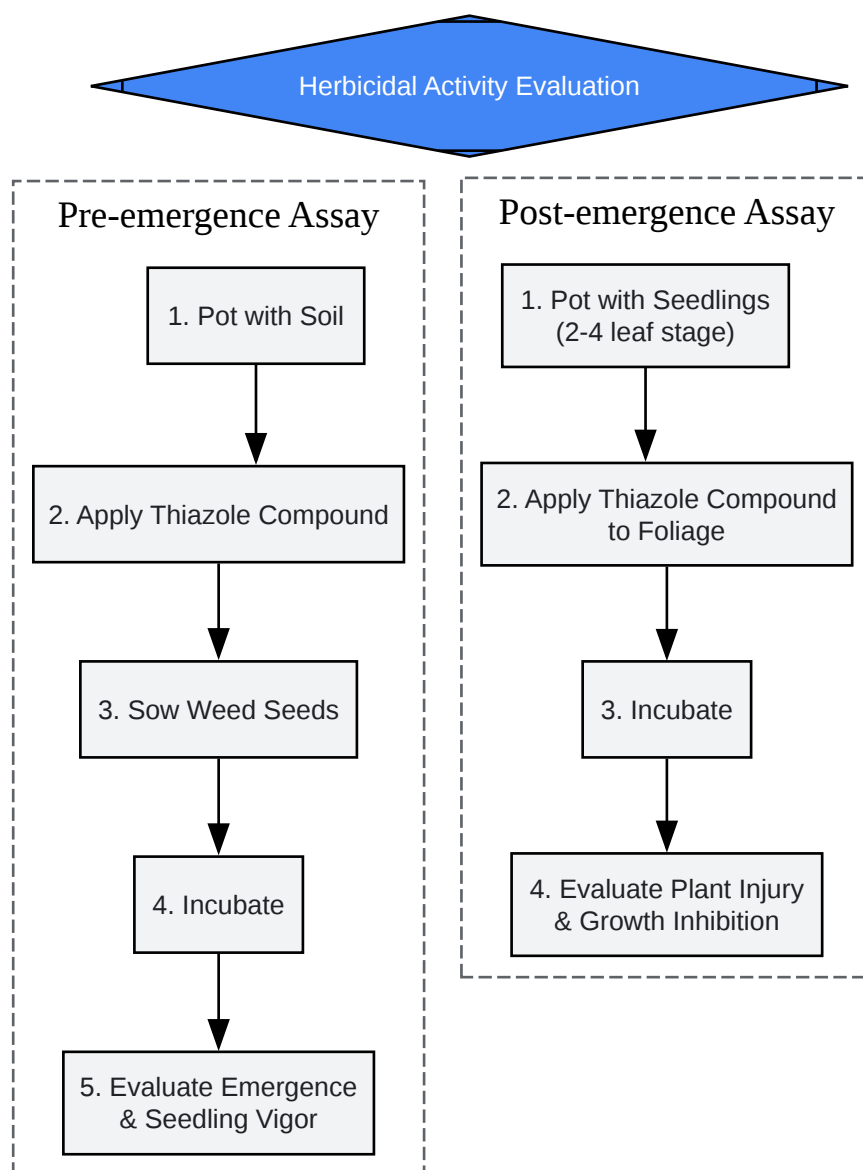 Herbicidal Activity Evaluation
Pre-emergence Assay
1. Pot with Soil
2. Apply Thiazole Compound
3. Sow Weed Seeds
4. Incubate
5. Evaluate Emergence
& Seedling Vigor
Post-emergence Assay
1. Pot with Seedlings
(2-4 leaf stage)
2. Apply Thiazole Compound
to Foliage
3. Incubate
4. Evaluate Plant Injury
& Growth Inhibition